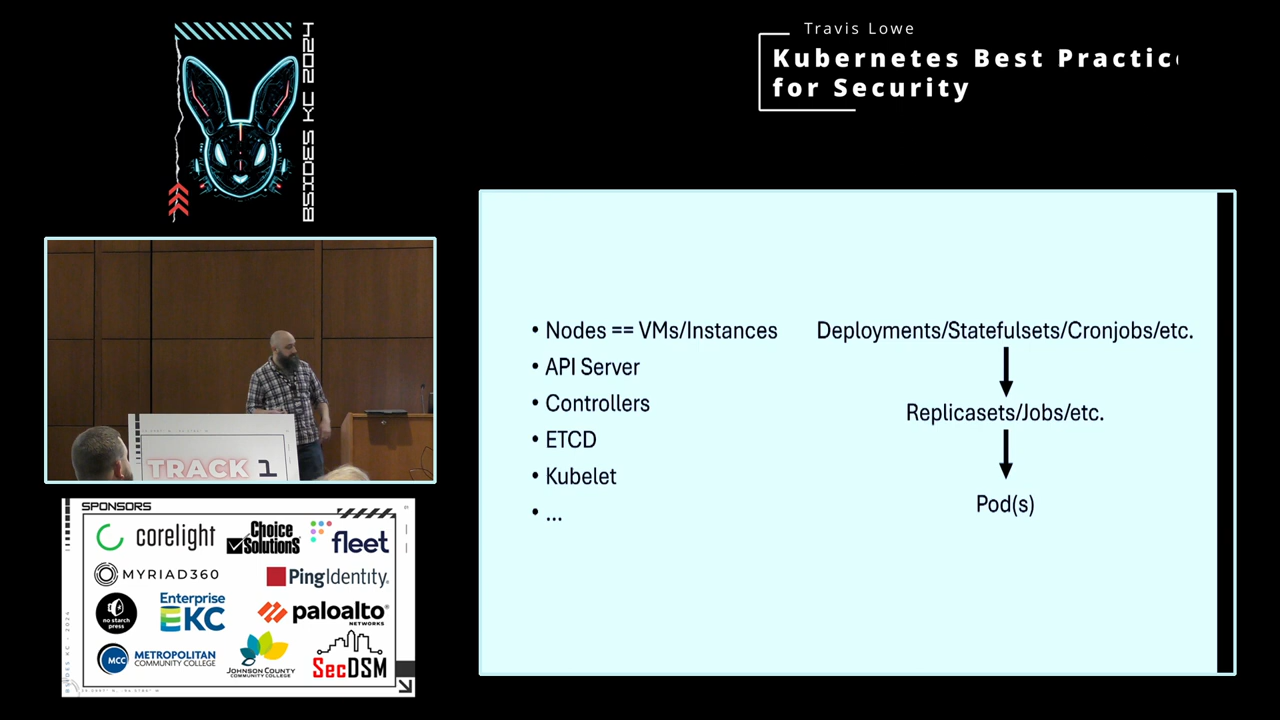 BSIDES KC 2024
Travis Lowe
Kubernetes Best Practic
for Security
• Nodes == VMs/Instances
• API Server
• Controllers
• ETCD
• Kubelet
• ...
Deployments/Statefulsets/Cronjobs/etc.
Replicasets/Jobs/etc.
Pod(s)
TRACK 1
SPONSORS
corelight
Choice
Solutions
fleet
MYRIAD360
PingIdentity
no starch
press
Enterprise
EKC
paloalto
NETWORKS
MCC
METROPOLITAN
COMMUNITY COLLEGE
JOHNSON COUNTY
COMMUNITY COLLEGE
SecDSM